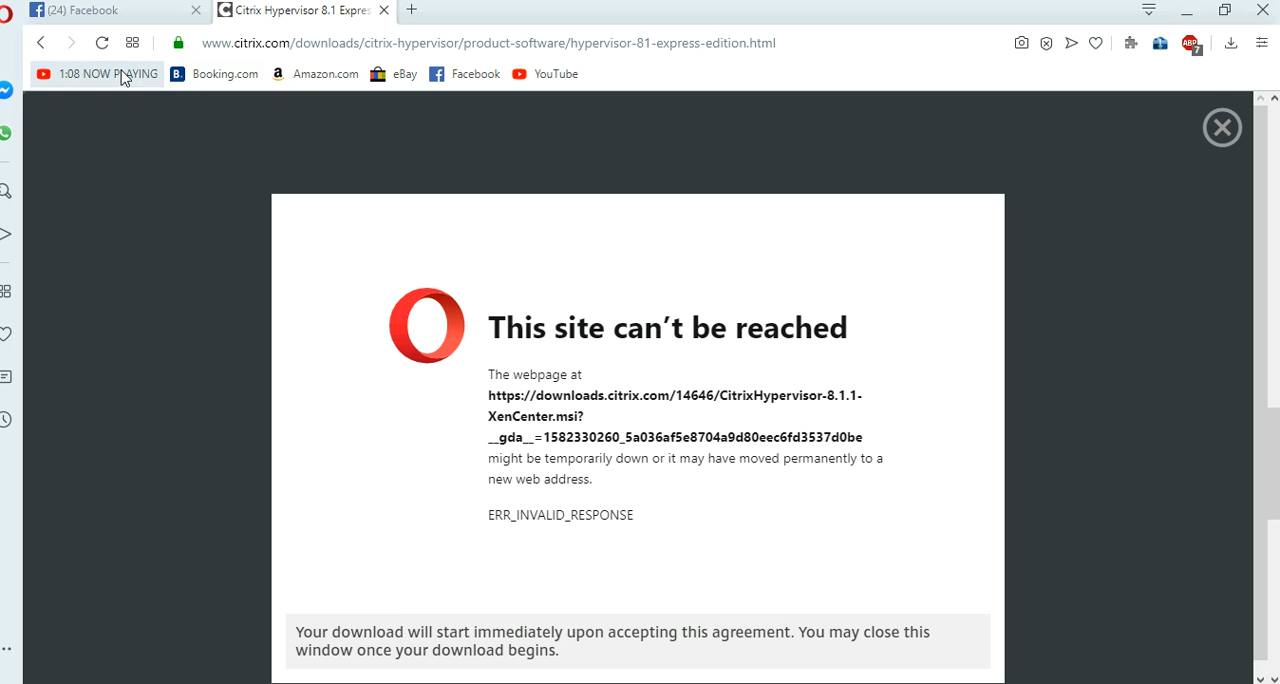 (24) Facebook
Citrix Hypervisor 8.1 Expres
www.citrix.com/downloads/citrix-hypervisor/product-software/hypervisor-81-express-edition.html
ABP
7
1:08 NOW PLAYING
B. Booking.com
a Amazon.com
eBay
Facebook
YouTube
This site can't be reached
The webpage at
https://downloads.citrix.com/14646/CitrixHypervisor-8.1.1-
XenCenter.msi?
__gda__=1582330260_5a036af5e8704a9d80eec6fd3537d0be
might be temporarily down or it may have moved permanently to a
new web address.
ERR_INVALID_RESPONSE
Your download will start immediately upon accepting this agreement. You may close this
window once your download begins.